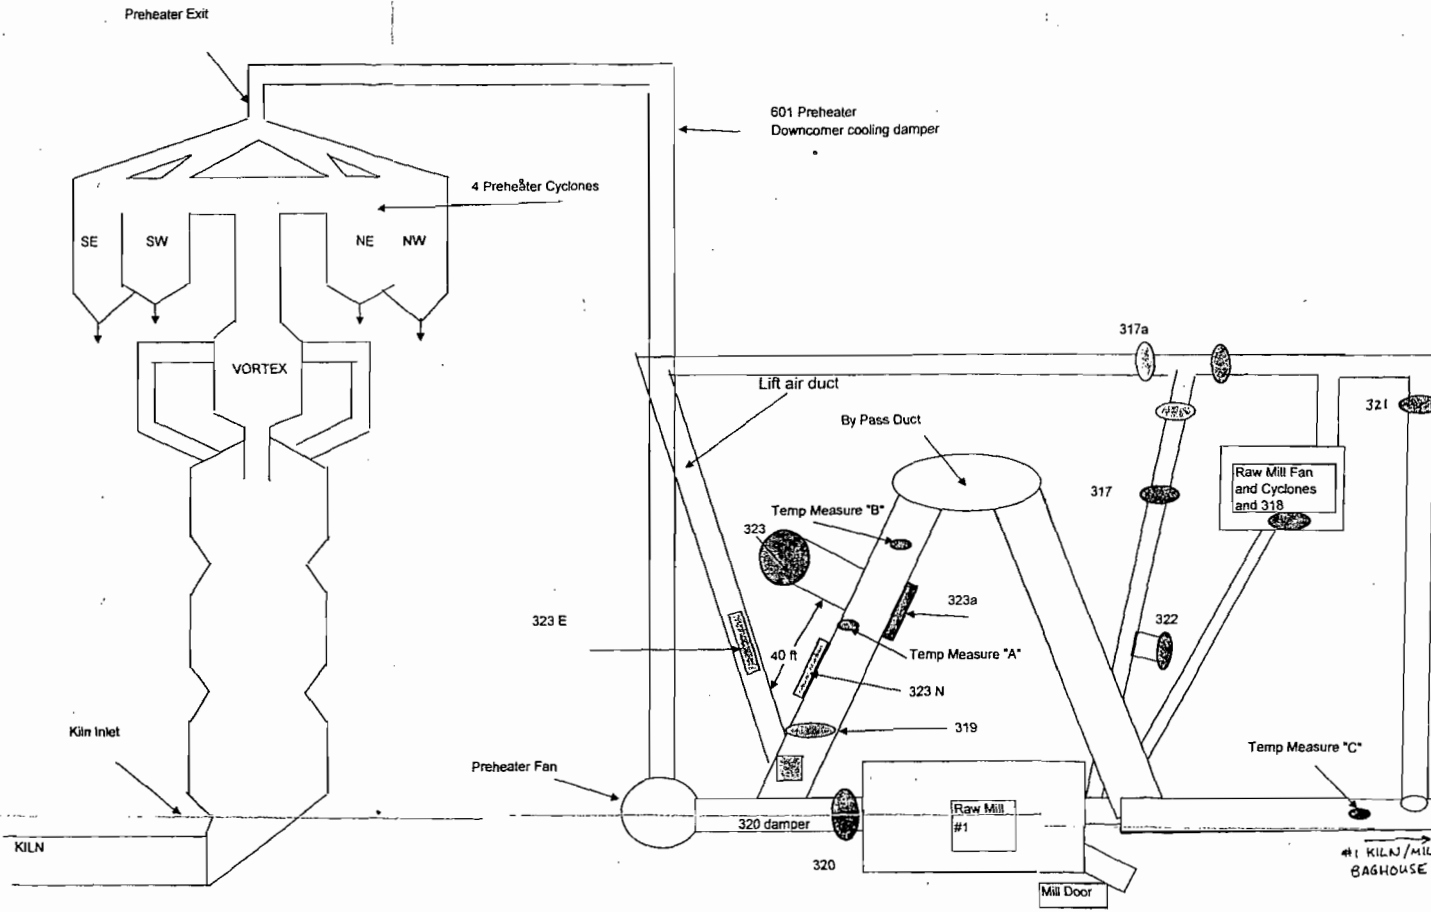 Preheater Exit
601 Preheater
Downcomer cooling damper
4 Preheater Cyclones
SE
SW
NE
NW
317a
VORTEX
Lift air duct
321
By Pass Duct
Raw Mill Fan
and Cyclones
and 318
317
Temp Measure "B"
323
323a
323 E
322
40 ft
Temp Measure "A"
323 N
319
Kiln Inlet
Temp Measure "C"
Preheater Fan
Raw Mill
#1
320 damper
KILN
320
#1 KILN/MIL
BAGHOUSE
Mill Door